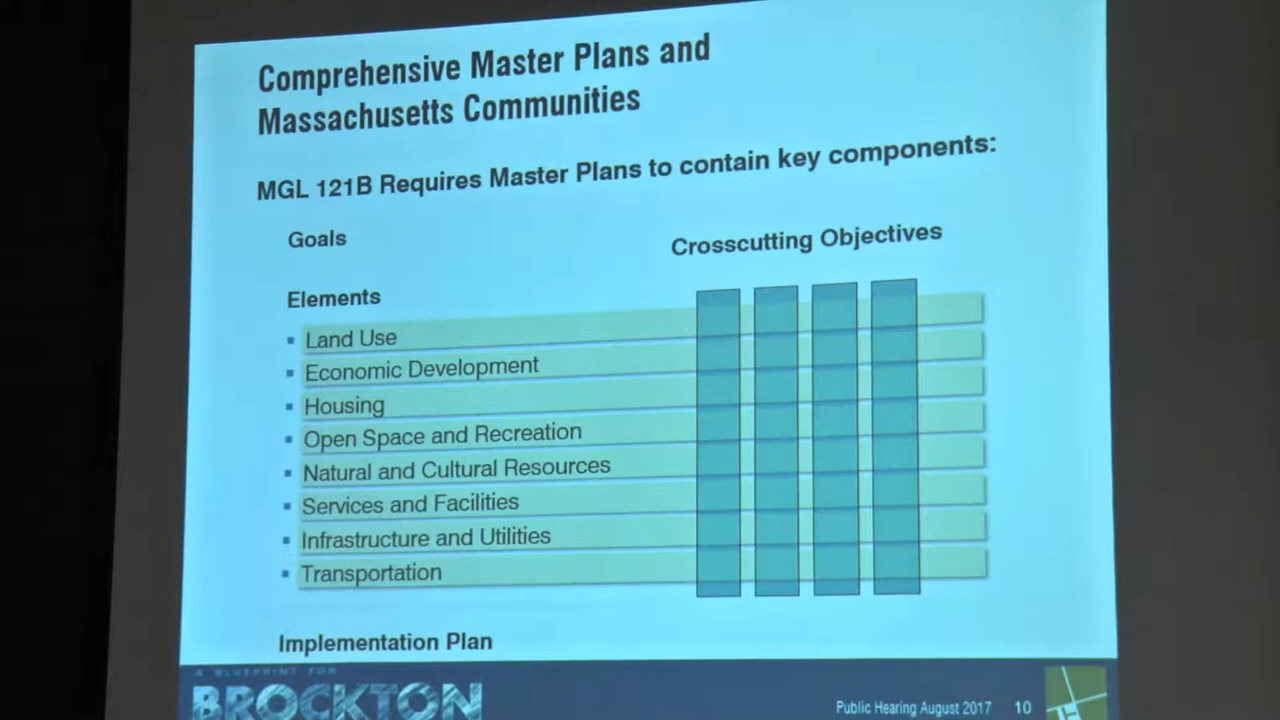 Comprehensive Master Plans and
Massachusetts Communities
MGL 121B Requires Master Plans to contain key components:
Goals
Crosscutting Objectives
Elements
Land Use
Economic Development
Housing
Open Space and Recreation
Natural and Cultural Resources
Services and Facilities
Infrastructure and Utilities
Transportation
Implementation Plan
A BLUEPRINT FOR
BROCKTON
Public Hearing August 2017 10